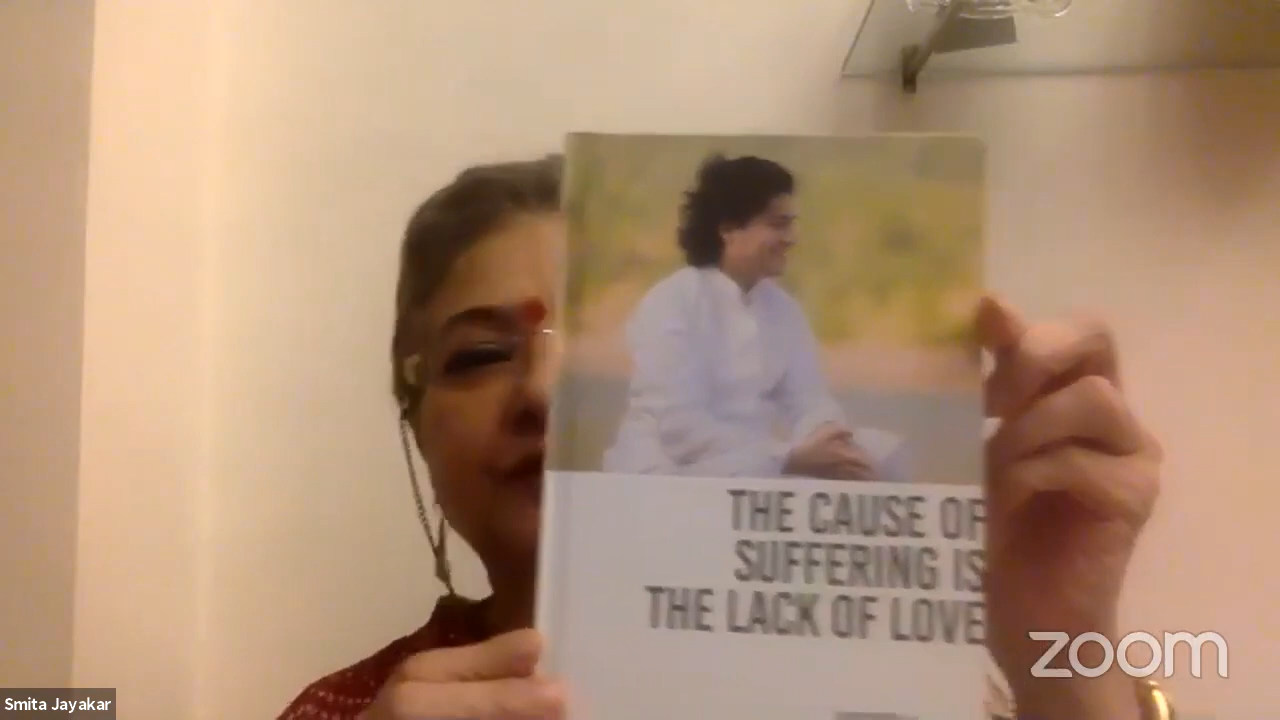 THE CAUSE OF
SUFFERING IS
THE LACK OF LOVE
zoom
Smita Jayakar